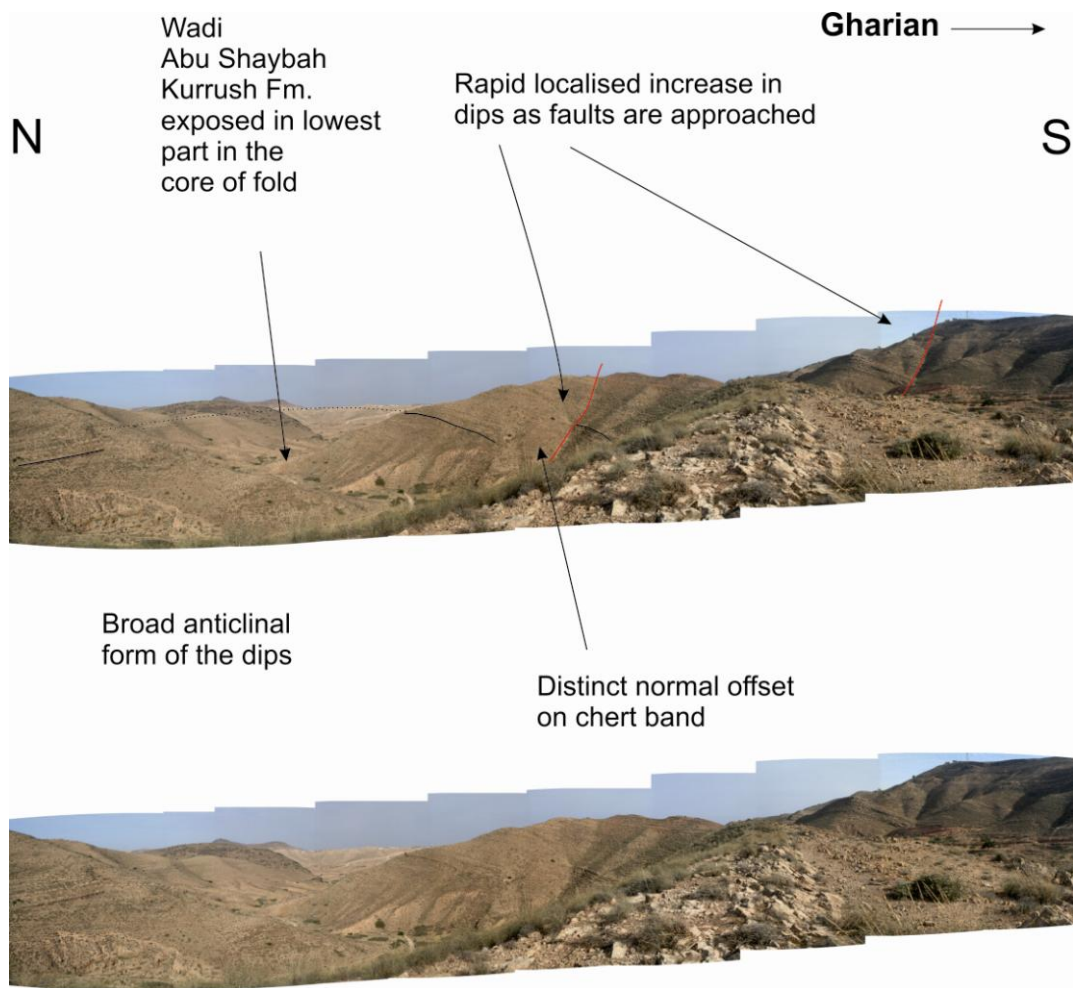 Wadi
Abu Shaybah
Kurrush Fm.
exposed in lowest
part in the
core of fold
Gharian
Rapid localised increase in
dips as faults are approached
N
S
Broad anticlinal
form of the dips
Distinct normal offset
on chert band